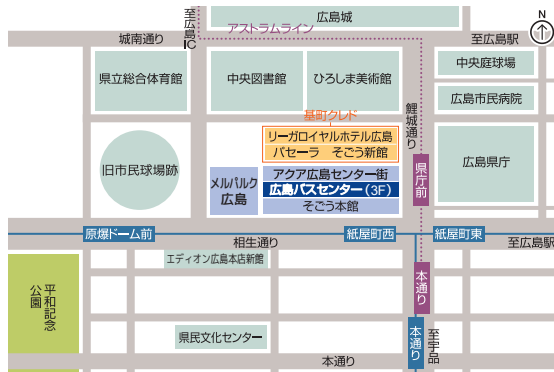 広島城
至広島IC
アストラムライン
N
城南通り
至広島駅
県立総合体育館
中央図書館
ひろしま美術館
中央庭球場
広島市民病院
鯉城通り
基町クレド
リーガロイヤルホテル広島
パセーラ そごう新館
旧市民球場跡
メルパルク
広島
アクア広島センター街
広島バスセンター(3F)
そごう本館
県庁前
広島県庁
原爆ドーム前
相生通り
紙屋町西
紙屋町東
至広島駅
エディオン広島本店新館
平和記念
公園
本通り
本通り
至宇品
県民文化センター
本通り